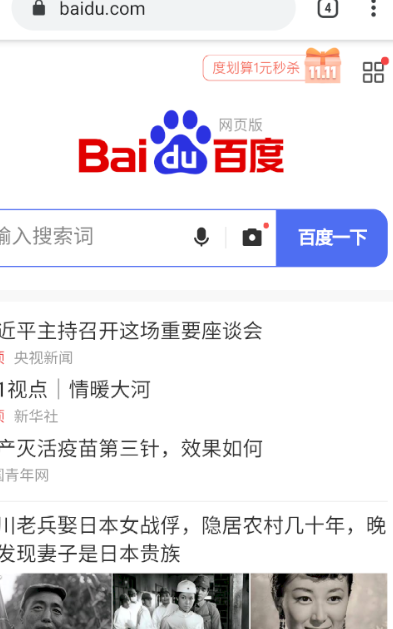 baidu.com
4
度划算1元秒杀 11.11
网页版
Bai du 百度
输入搜索词
百度一下
近平主持召开这场重要座谈会
央视新闻
1视点｜情暖大河
新华社
产灭活疫苗第三针，效果如何
国青年网
川老兵娶日本女战俘，隐居农村几十年，晚
发现妻子是日本贵族